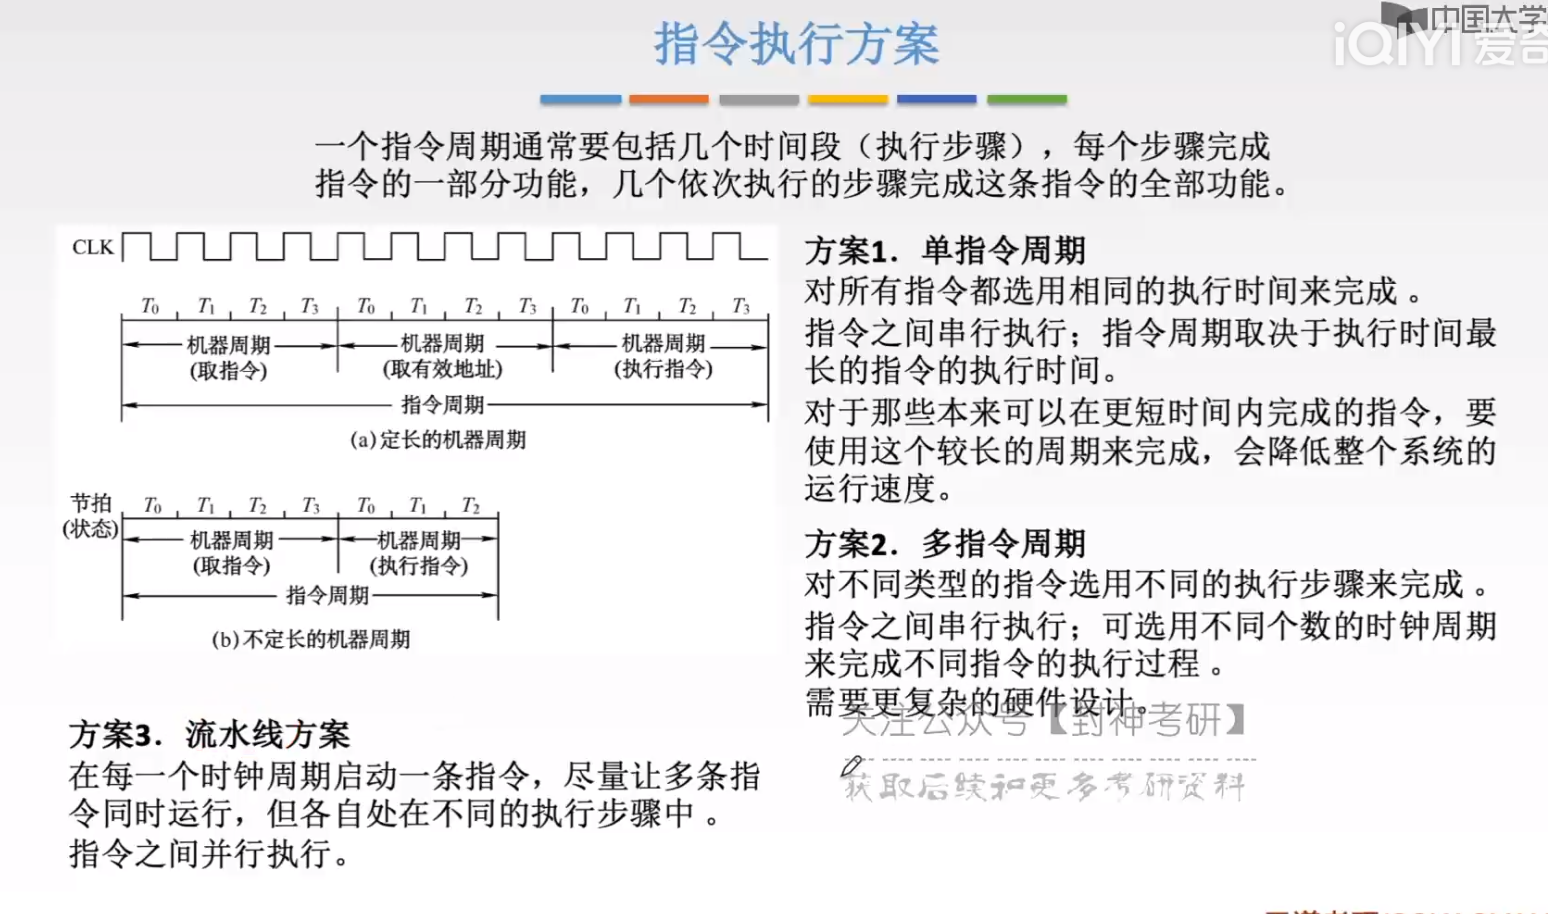 中国大学
iQIYI 爱奇
指令执行方案
一个指令周期通常要包括几个时间段（执行步骤），每个步骤完成
指令的一部分功能，几个依次执行的步骤完成这条指令的全部功能。
CLK
T0 T1 T2 T3 T0 T1 T2 T3 T0 T1 T2 T3
机器周期 机器周期 机器周期
(取指令) (取有效地址) (执行指令)
指令周期
(a)定长的机器周期
节拍
(状态)
T0 T1 T2 T3 T0 T1 T2
机器周期 机器周期
(取指令) (执行指令)
指令周期
(b)不定长的机器周期
方案1．单指令周期
对所有指令都选用相同的执行时间来完成 。
指令之间串行执行；指令周期取决于执行时间最
长的指令的执行时间。
对于那些本来可以在更短时间内完成的指令，要
使用这个较长的周期来完成，会降低整个系统的
运行速度。
方案2．多指令周期
对不同类型的指令选用不同的执行步骤来完成 。
指令之间串行执行；可选用不同个数的时钟周期
来完成不同指令的执行过程 。
需要更复杂的硬件设计。
关注公众号【封神考研】
获取后续和更多考研资料
方案3．流水线方案
在每一个时钟周期启动一条指令，尽量让多条指
令同时运行，但各自处在不同的执行步骤中 。
指令之间并行执行。